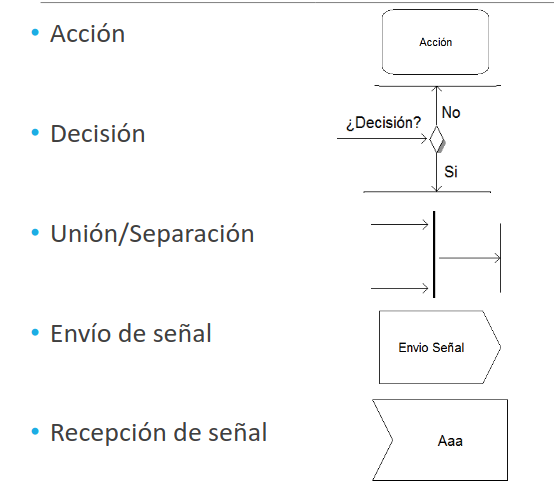 • Acción
Acción
• Decisión
No
¿Decisión?
Si
• Unión/Separación
• Envío de señal
Envio Señal
• Recepción de señal
Aaa